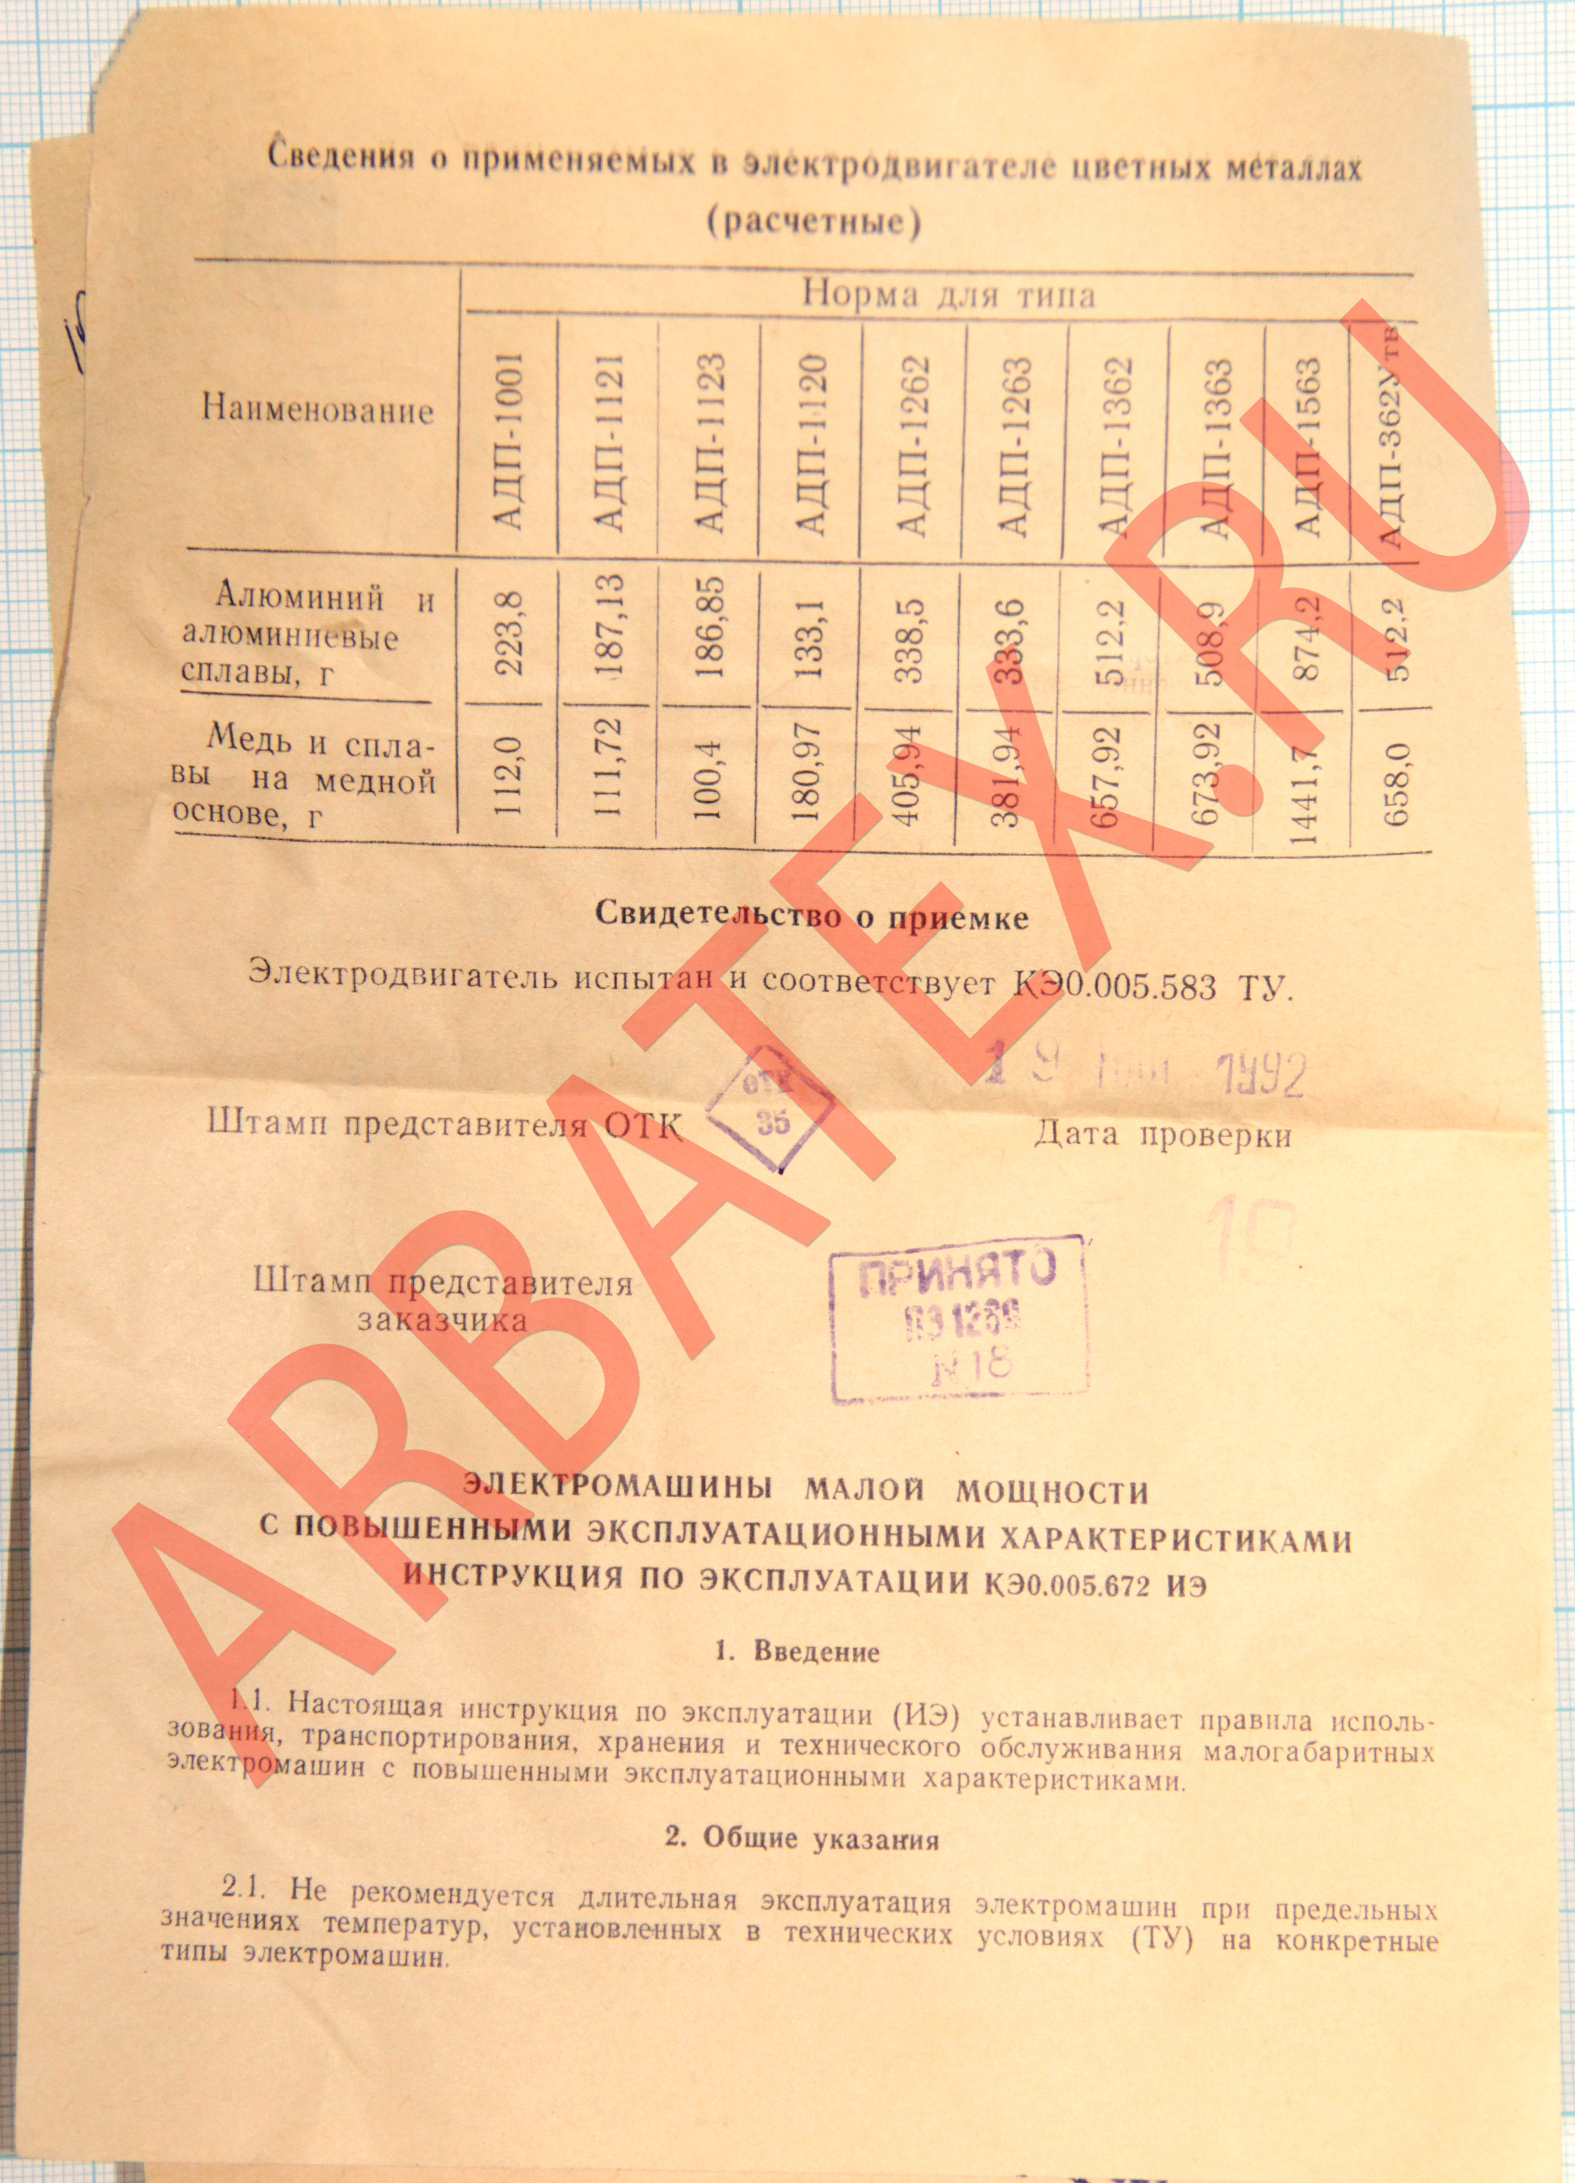 Сведения о применяемых в электродвигателе цветных металлах
(расчетные)
Наименование
Норма для типа
АДП-1001 АДП-1121 АДП-1123 АДП-1120 АДП-1262 АДП-1263 АДП-1362 АДП-1363 АДП-1563 АДП-362Утв
Алюминий и
алюминиевые
сплавы, г
223,8 187,13 186,85 133,1 338,5 333,6 512,2 508,9 874,2 512,2
Медь и спла-
вы на медной
основе, г
112,0 111,72 100,4 180,97 405,94 381,94 657,92 673,92 1441,7 658,0
Свидетельство о приемке
Электродвигатель испытан и соответствует КЭ0.005.583 ТУ.
19 1992
Штамп представителя ОТК
ОТК
35
Дата проверки
19
Штамп представителя
заказчика
ПРИНЯТО
ПЗ 1260
N 18
ЭЛЕКТРОМАШИНЫ МАЛОЙ МОЩНОСТИ
С ПОВЫШЕННЫМИ ЭКСПЛУАТАЦИОННЫМИ ХАРАКТЕРИСТИКАМИ
ИНСТРУКЦИЯ ПО ЭКСПЛУАТАЦИИ КЭ0.005.672 ИЭ
1. Введение
1.1. Настоящая инструкция по эксплуатации (ИЭ) устанавливает правила исполь-
зования, транспортирования, хранения и технического обслуживания малогабаритных
электромашин с повышенными эксплуатационными характеристиками.
2. Общие указания
2.1. Не рекомендуется длительная эксплуатация электромашин при предельных
значениях температур, установленных в технических условиях (ТУ) на конкретные
типы электромашин.
ARBATEX.RU